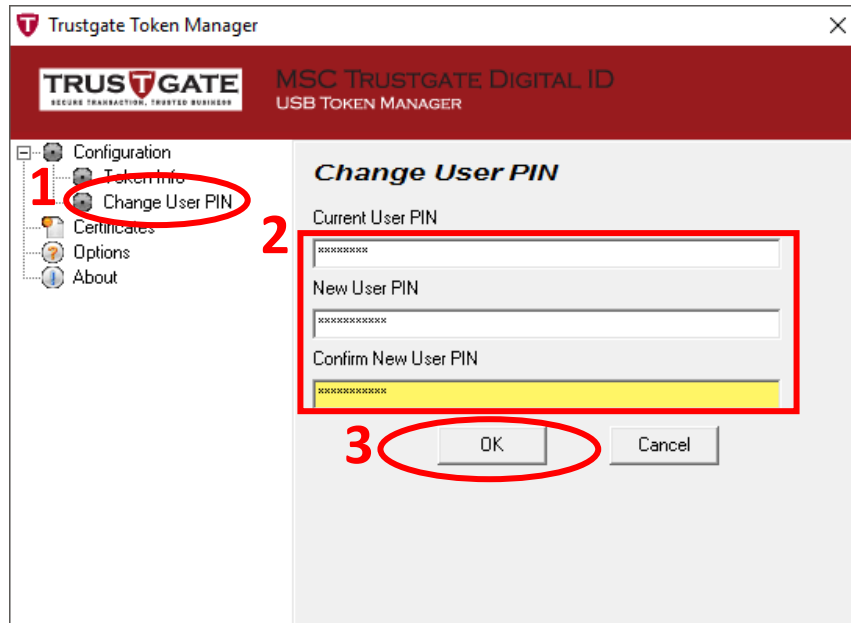 Trustgate Token Manager
TRUSTGATE
SECURE TRANSACTION, TRUSTED BUSINESS
MSC TRUSTGATE DIGITAL ID
USB TOKEN MANAGER
Configuration
Token Info
Change User PIN
Certificates
Options
About
1
Change User PIN
2
Current User PIN
××××××××
New User PIN
×××××××××××
Confirm New User PIN
×××××××××××
3
OK
Cancel